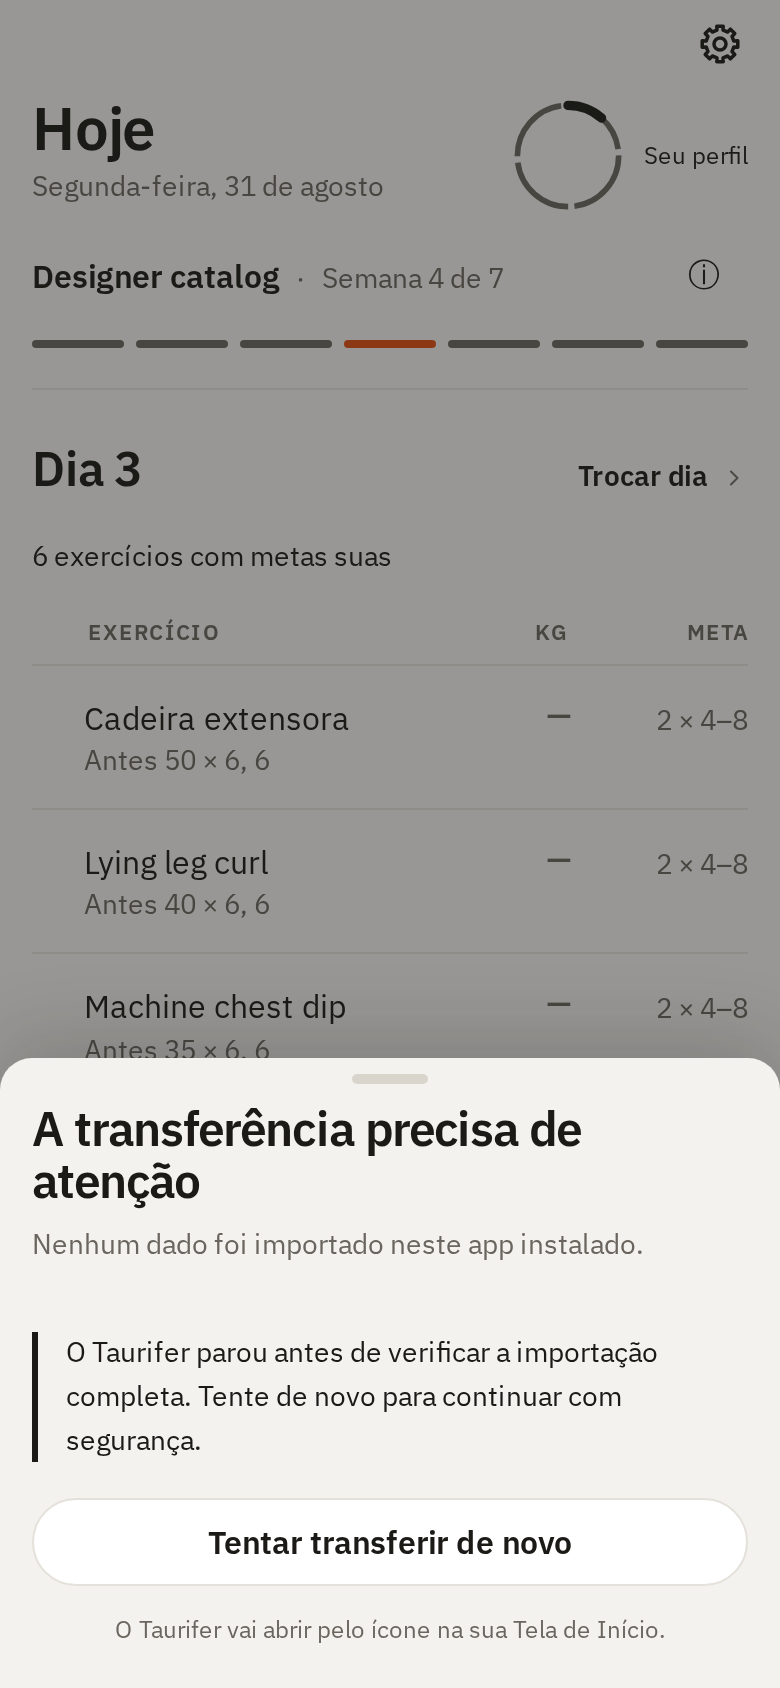 Hoje
Segunda-feira, 31 de agosto
Seu perfil
Designer catalog · Semana 4 de 7
Dia 3
Trocar dia
6 exercícios com metas suas
EXERCÍCIO KG META
Cadeira extensora — 2 × 4–8
Antes 50 × 6, 6
Lying leg curl — 2 × 4–8
Antes 40 × 6, 6
Machine chest dip — 2 × 4–8
Antes 35 × 6, 6
A transferência precisa de
atenção
Nenhum dado foi importado neste app instalado.
O Taurifer parou antes de verificar a importação
completa. Tente de novo para continuar com
segurança.
Tentar transferir de novo
O Taurifer vai abrir pelo ícone na sua Tela de Início.